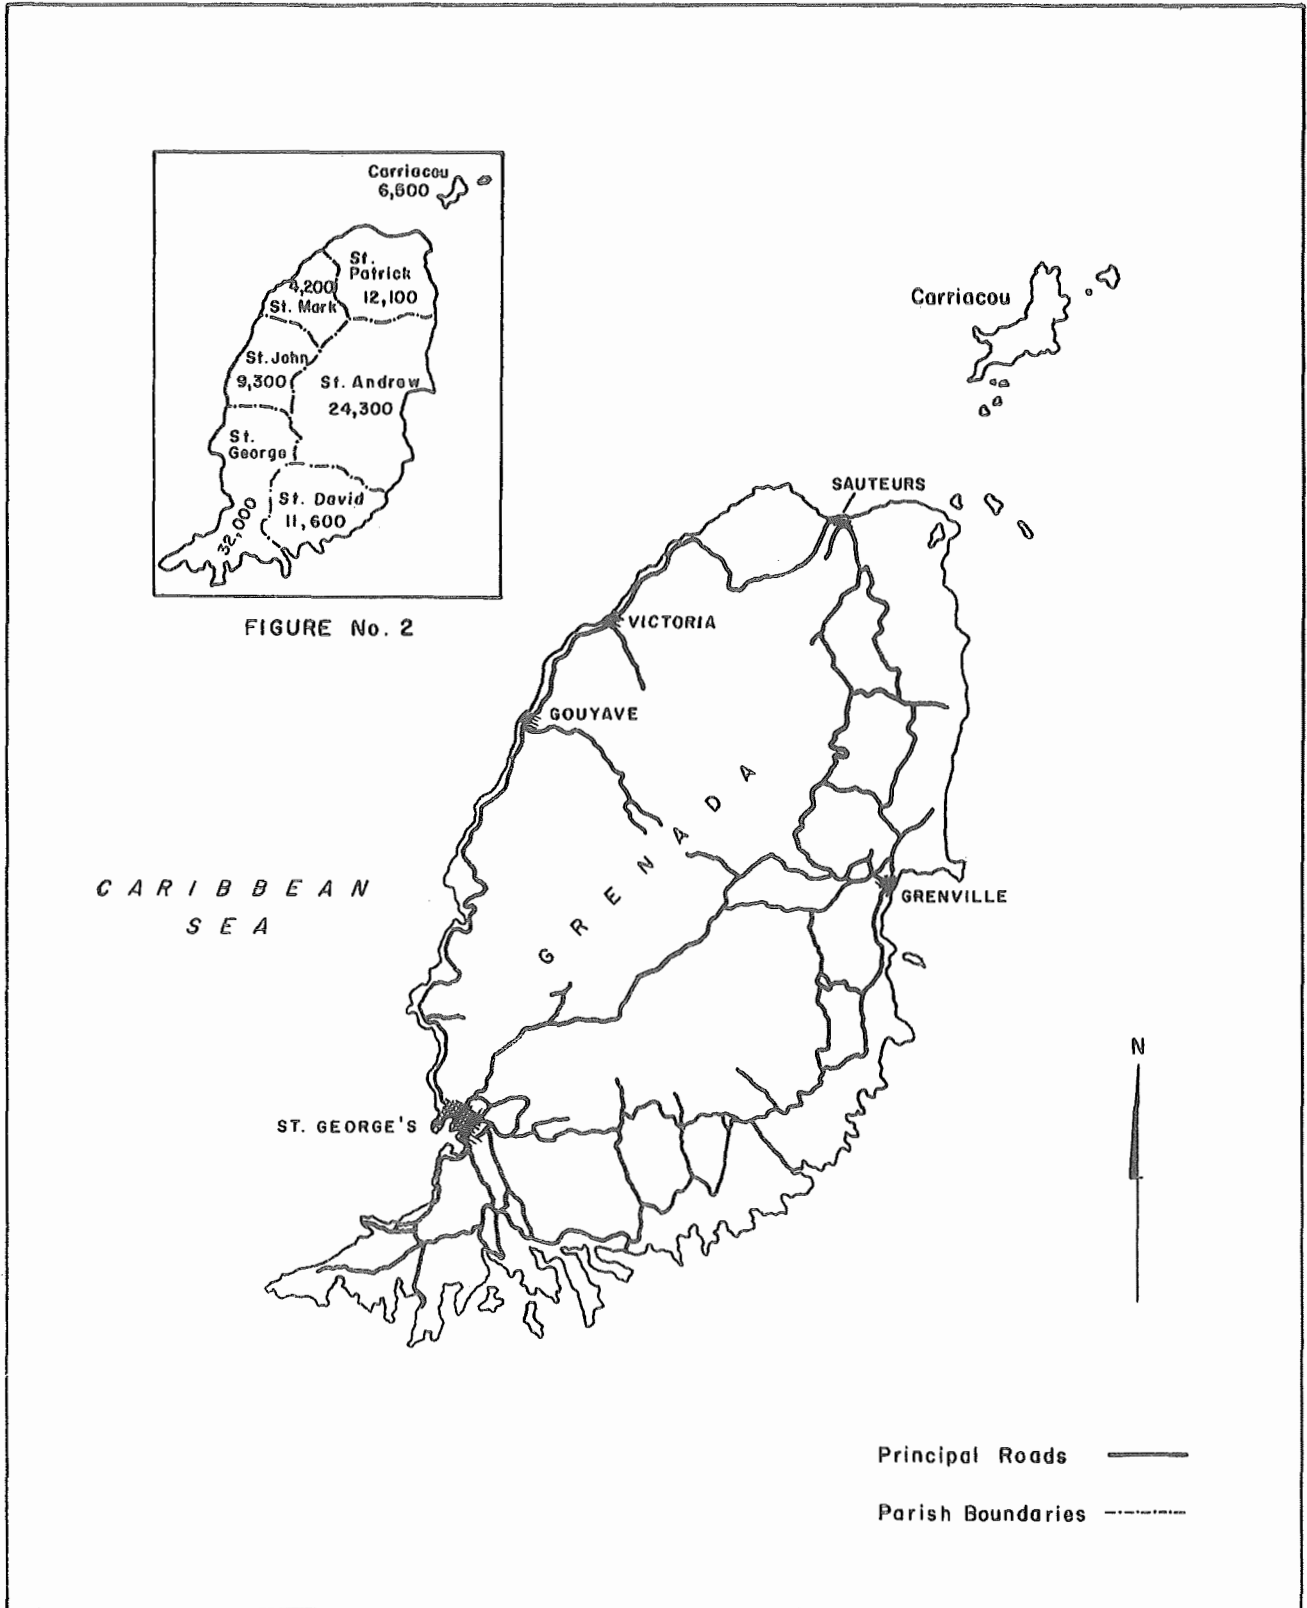 Carriacou
6,600
St.
Patrick
12,100
4,200
St. Mark
St. John
9,300
St. Andrew
24,300
St.
George
32,000
St. David
11,600
FIGURE No. 2
Carriacou
SAUTEURS
VICTORIA
GOUYAVE
GRENADA
CARIBBEAN
SEA
GRENVILLE
N
ST. GEORGE'S
Principal Roads
Parish Boundaries